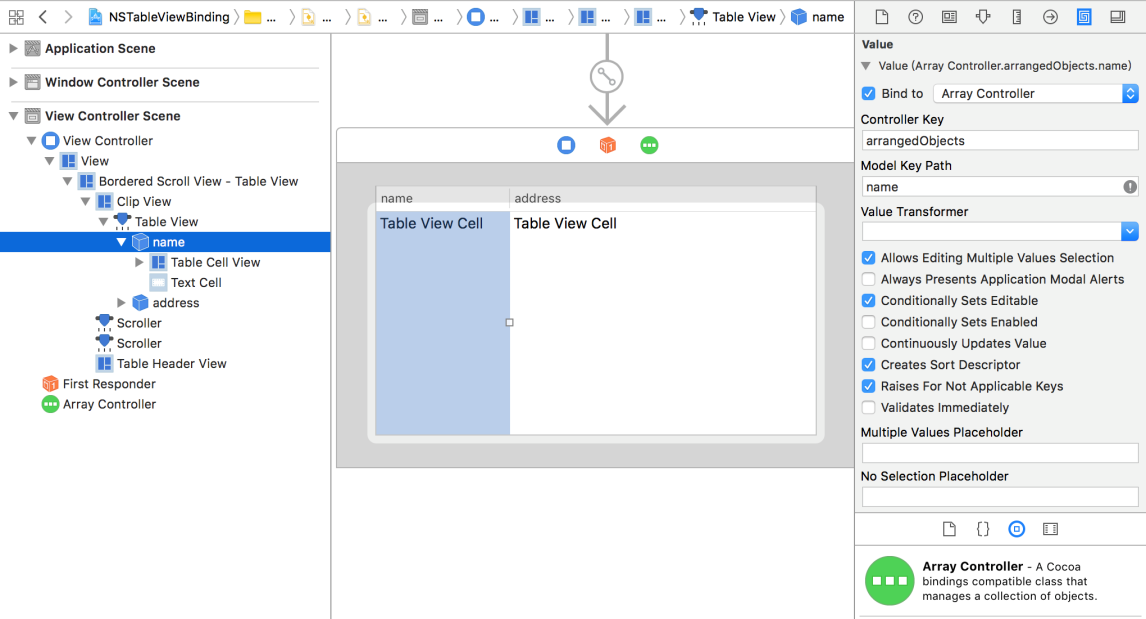 NSTableViewBinding ... ... ... ... ... ... ... ... Table View name
Application Scene
Window Controller Scene
View Controller Scene
View Controller
View
Bordered Scroll View - Table View
Clip View
Table View
name
Table Cell View
Text Cell
address
Scroller
Scroller
Table Header View
First Responder
Array Controller
name address
Table View Cell Table View Cell
Value
Value (Array Controller.arrangedObjects.name)
Bind to Array Controller
Controller Key
arrangedObjects
Model Key Path
name
Value Transformer
Allows Editing Multiple Values Selection
Always Presents Application Modal Alerts
Conditionally Sets Editable
Conditionally Sets Enabled
Continuously Updates Value
Creates Sort Descriptor
Raises For Not Applicable Keys
Validates Immediately
Multiple Values Placeholder
No Selection Placeholder
Array Controller - A Cocoa
bindings compatible class that
manages a collection of objects.